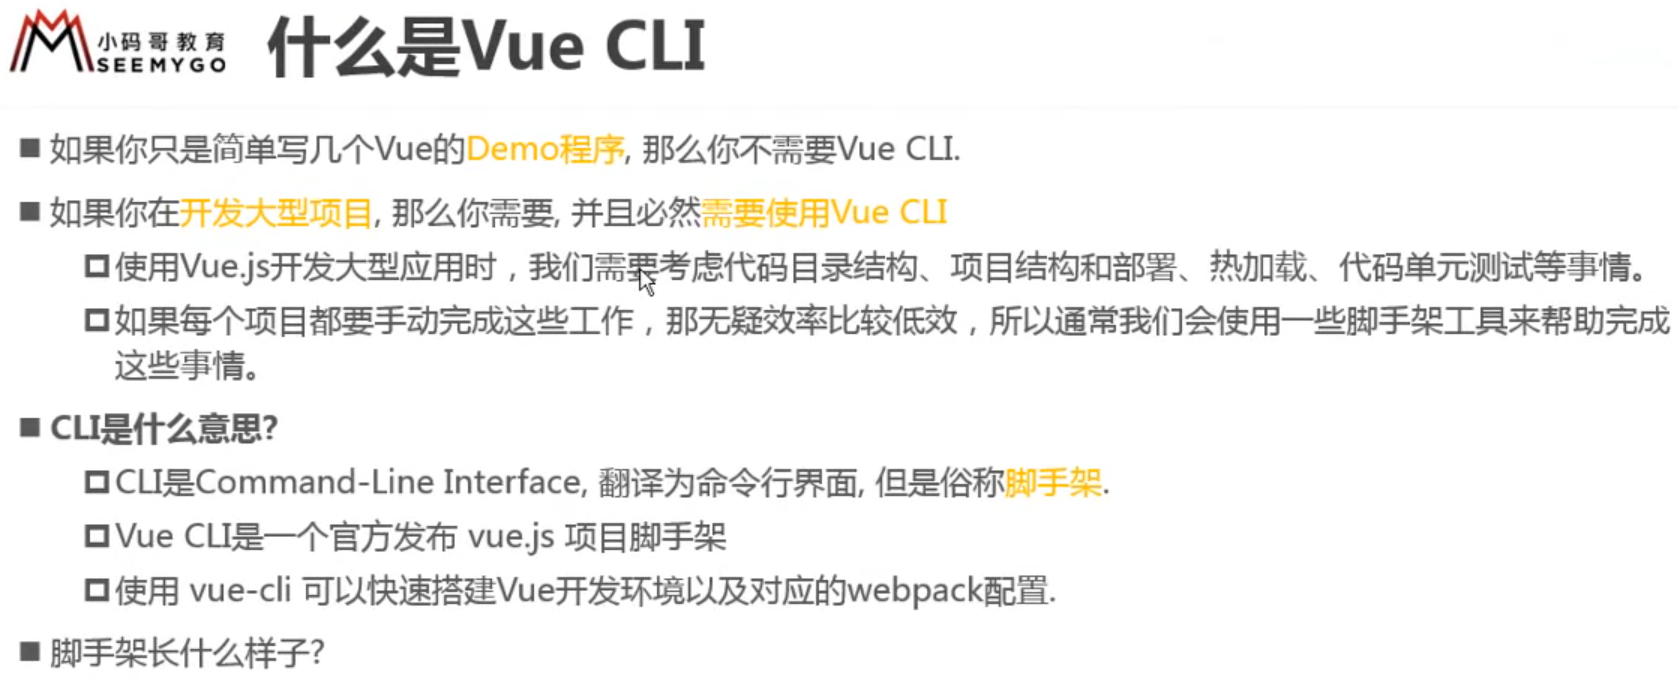 小码哥教育
SEEMYGO
什么是Vue CLI
如果你只是简单写几个Vue的Demo程序, 那么你不需要Vue CLI.
如果你在开发大型项目, 那么你需要, 并且必然需要使用Vue CLI
使用Vue.js开发大型应用时，我们需要考虑代码目录结构、项目结构和部署、热加载、代码单元测试等事情。
如果每个项目都要手动完成这些工作，那无疑效率比较低效，所以通常我们会使用一些脚手架工具来帮助完成
这些事情。
CLI是什么意思?
CLI是Command-Line Interface, 翻译为命令行界面, 但是俗称脚手架.
Vue CLI是一个官方发布 vue.js 项目脚手架
使用 vue-cli 可以快速搭建Vue开发环境以及对应的webpack配置.
脚手架长什么样子?